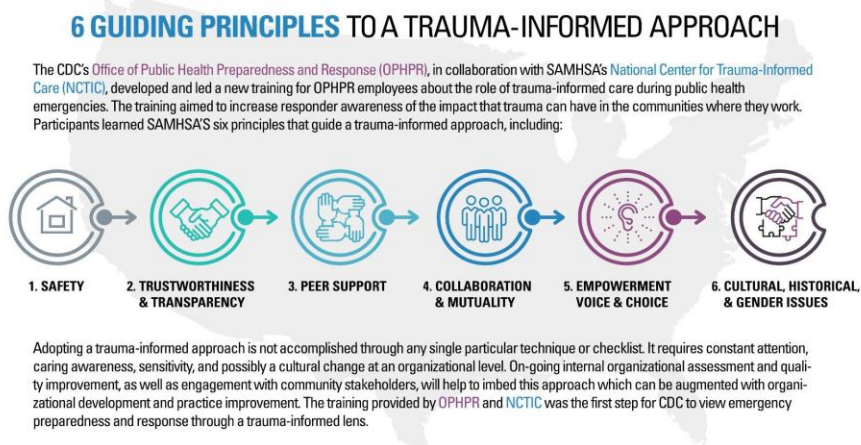 6 GUIDING PRINCIPLES TO A TRAUMA-INFORMED APPROACH
The CDC's Office of Public Health Preparedness and Response (OPHPR), in collaboration with SAMHSA's National Center for Trauma-Informed
Care (NCTIC), developed and led a new training for OPHPR employees about the role of trauma-informed care during public health
emergencies. The training aimed to increase responder awareness of the impact that trauma can have in the communities where they work.
Participants learned SAMHSA'S six principles that guide a trauma-informed approach, including:
1. SAFETY
2. TRUSTWORTHINESS
& TRANSPARENCY
3. PEER SUPPORT
4. COLLABORATION
& MUTUALITY
5. EMPOWERMENT
VOICE & CHOICE
6. CULTURAL, HISTORICAL,
& GENDER ISSUES
Adopting a trauma-informed approach is not accomplished through any single particular technique or checklist. It requires constant attention,
caring awareness, sensitivity, and possibly a cultural change at an organizational level. On-going internal organizational assessment and quali-
ty improvement, as well as engagement with community stakeholders, will help to imbed this approach which can be augmented with organi-
zational development and practice improvement. The training provided by OPHPR and NCTIC was the first step for CDC to view emergency
preparedness and response through a trauma-informed lens.